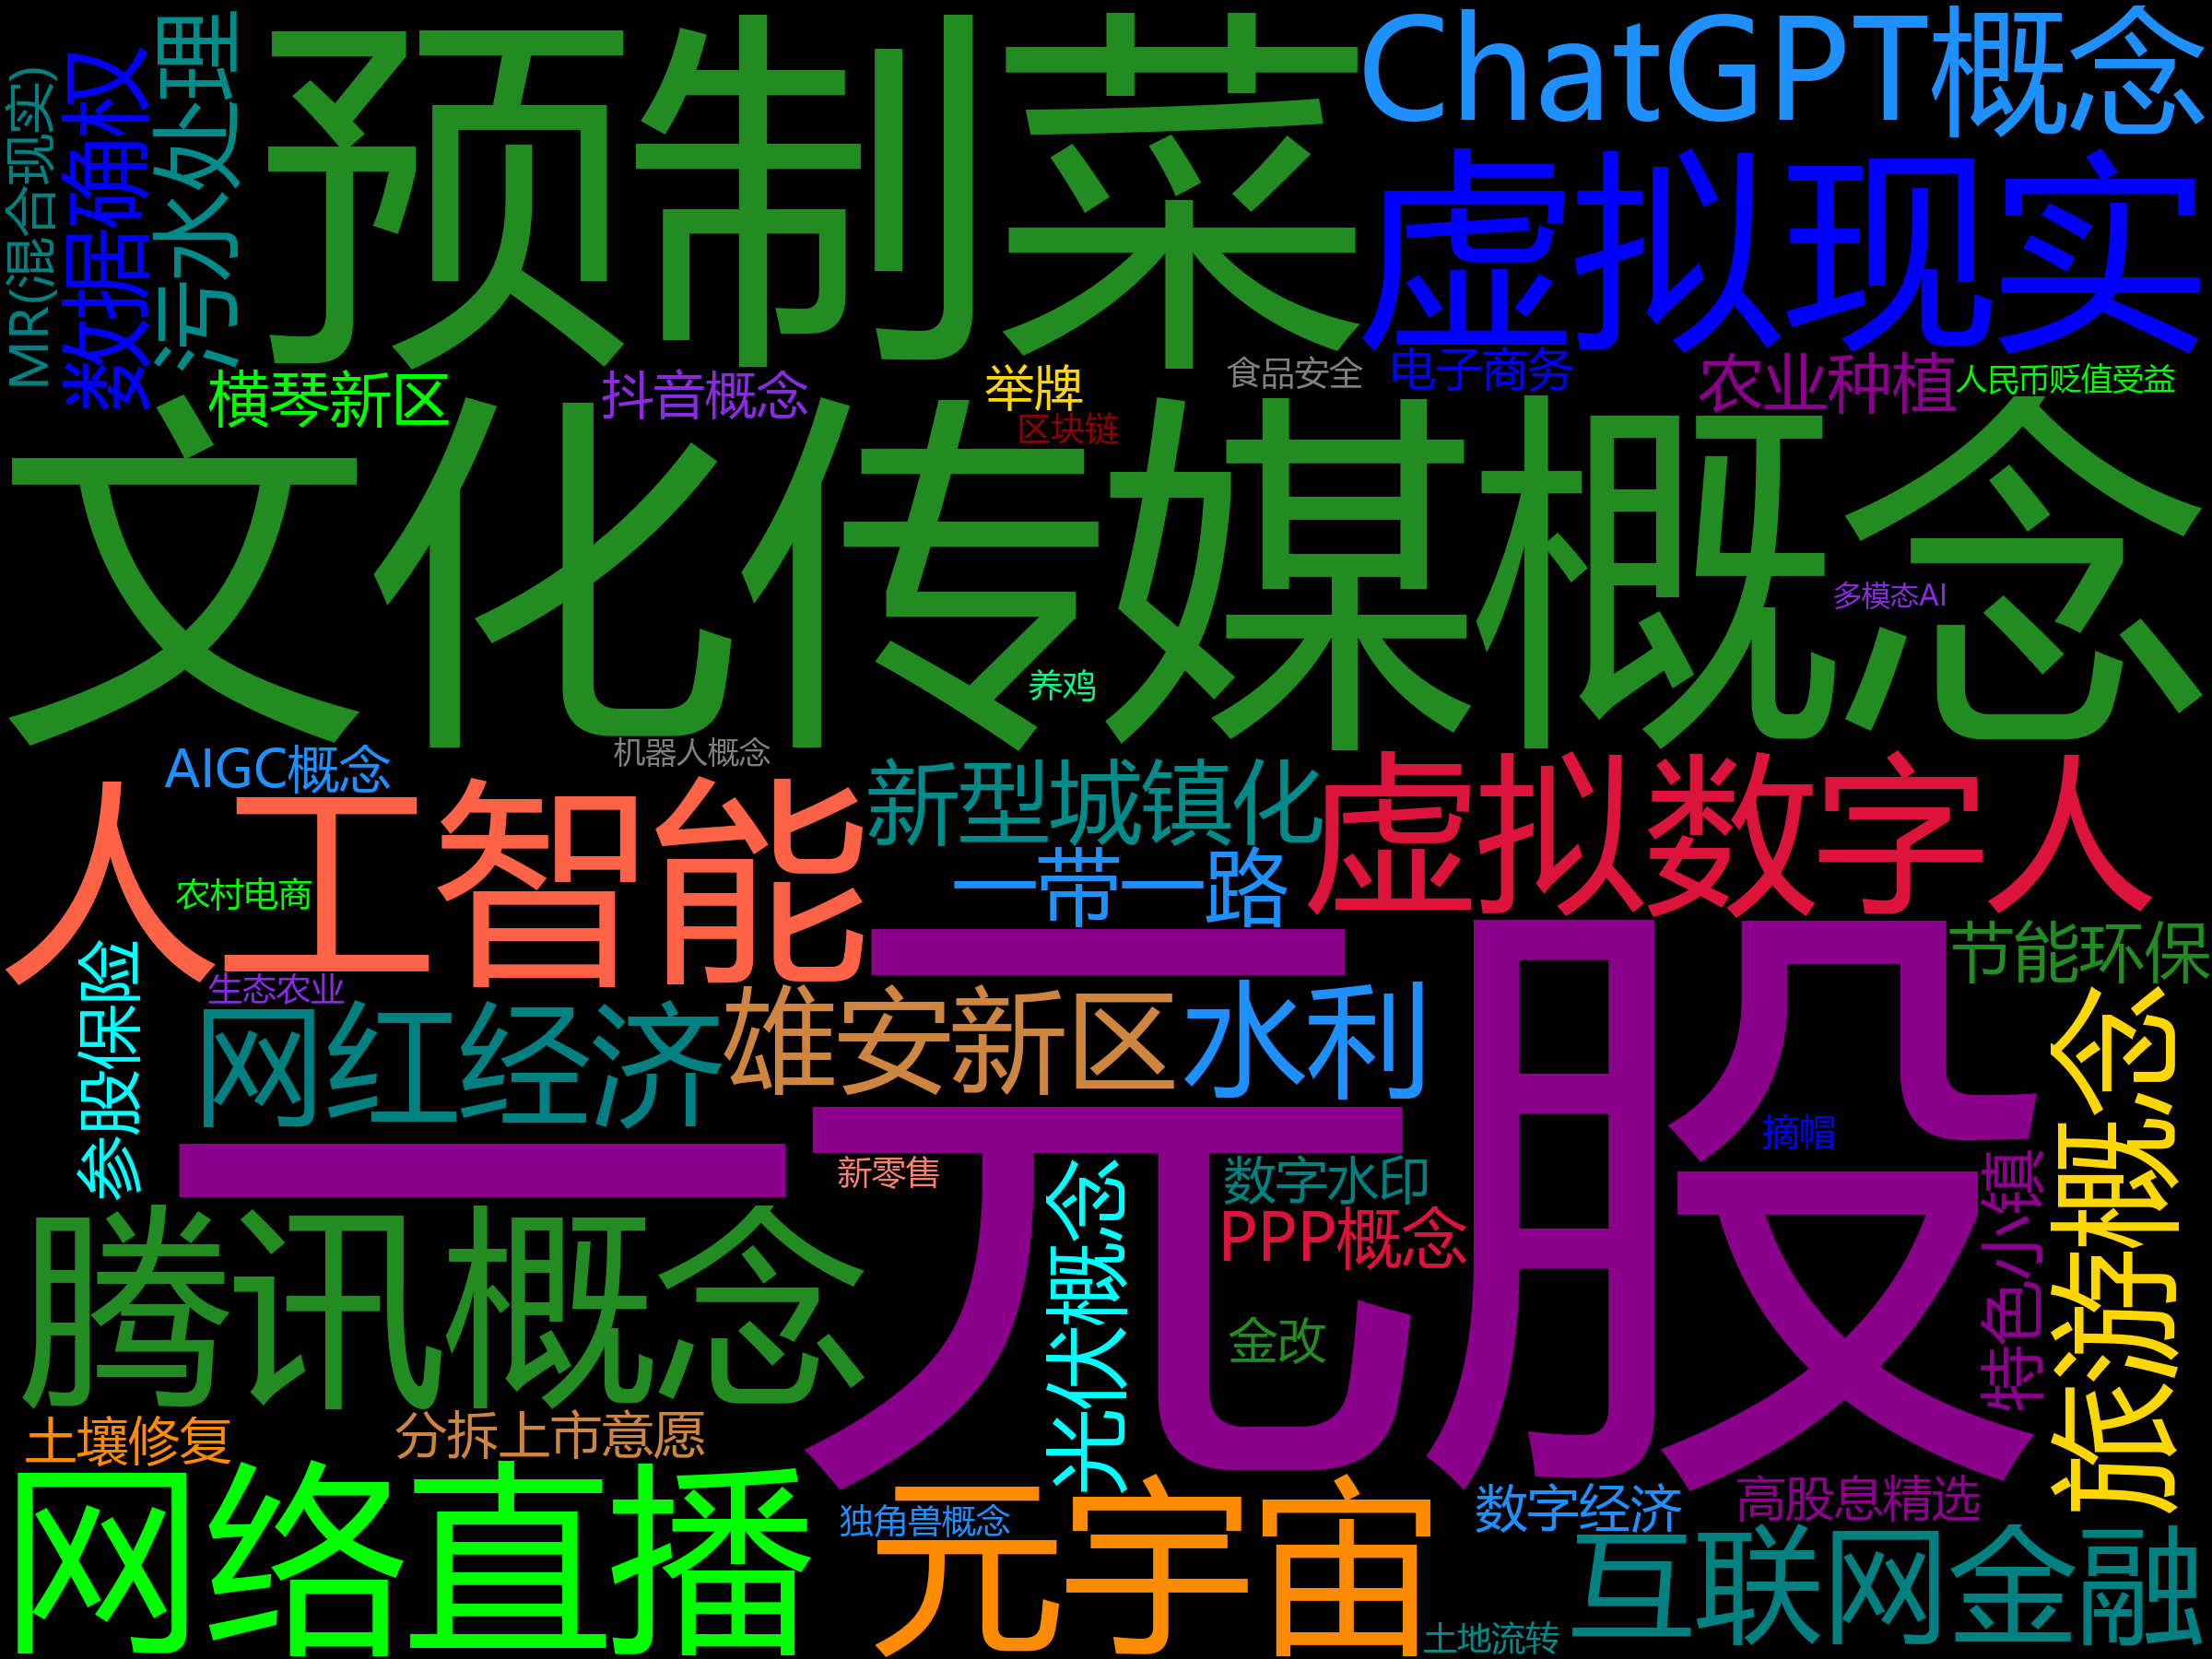 MR(混合现实)
数据确权
污水处理
预制菜
ChatGPT概念
虚拟现实
横琴新区
抖音概念
举牌
区块链
食品安全
电子商务
农业种植
人民币贬值受益
文化传媒概念
多模态AI
养鸡
AIGC概念
机器人概念
人工智能
新型城镇化
虚拟数字人
农村电商
一带一路
参股保险
生态农业
网红经济
雄安新区
水利
节能环保
旅游概念
一元股
摘帽
新零售
数字水印
腾讯概念
光伏概念
PPP概念
特色小镇
金改
土壤修复
分拆上市意愿
网络直播
独角兽概念
元宇宙
数字经济
高股息精选
互联网金融
土地流转